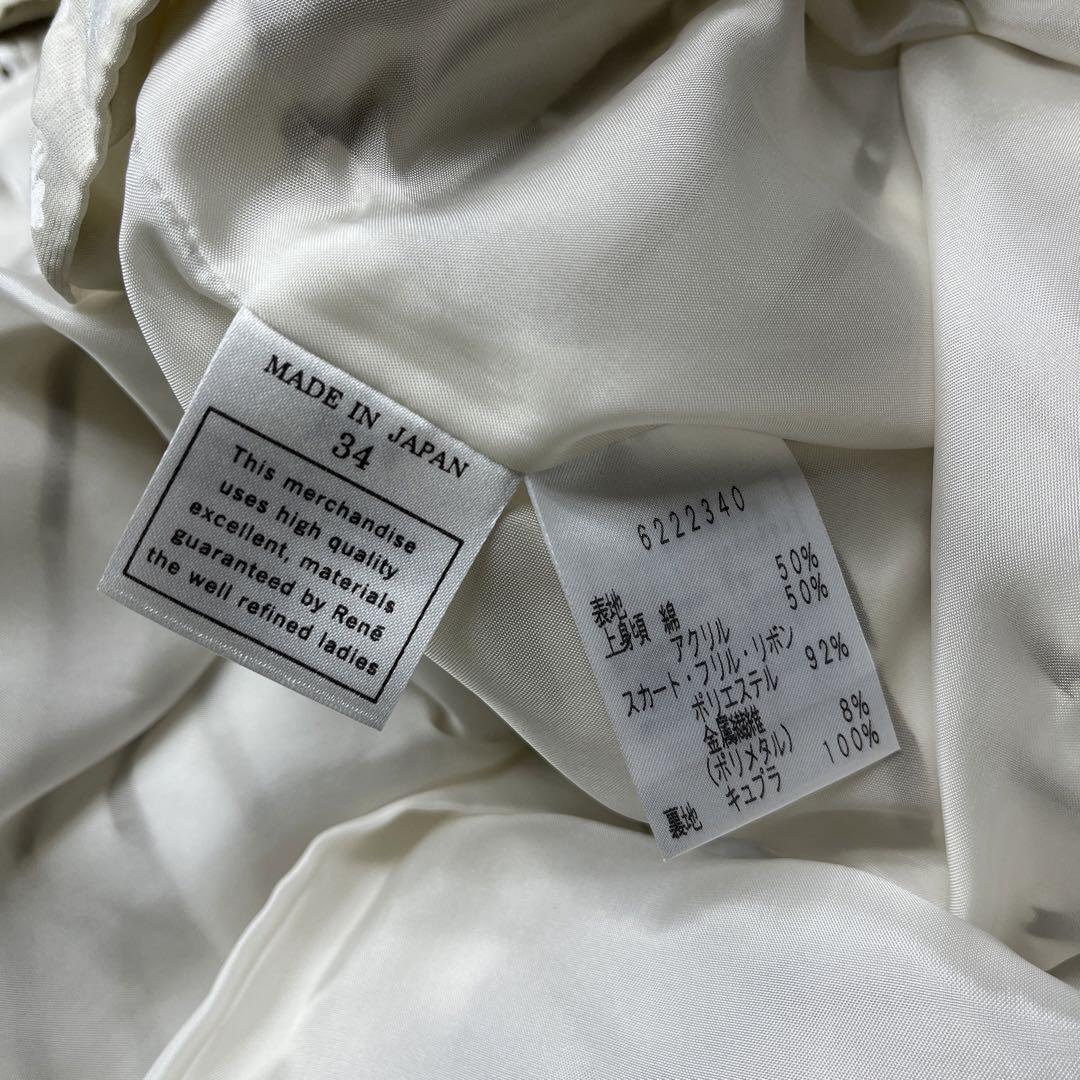 MADE IN JAPAN
34
This merchandise
uses high quality
excellent, materials
guaranteed by René
the well refined ladies
6222340
表地
上身頃 綿 50%
アクリル 50%
スカート・フリル・リボン
ポリエステル 92%
金属繊維
(ポリメタル) 8%
裏地 キュプラ 100%